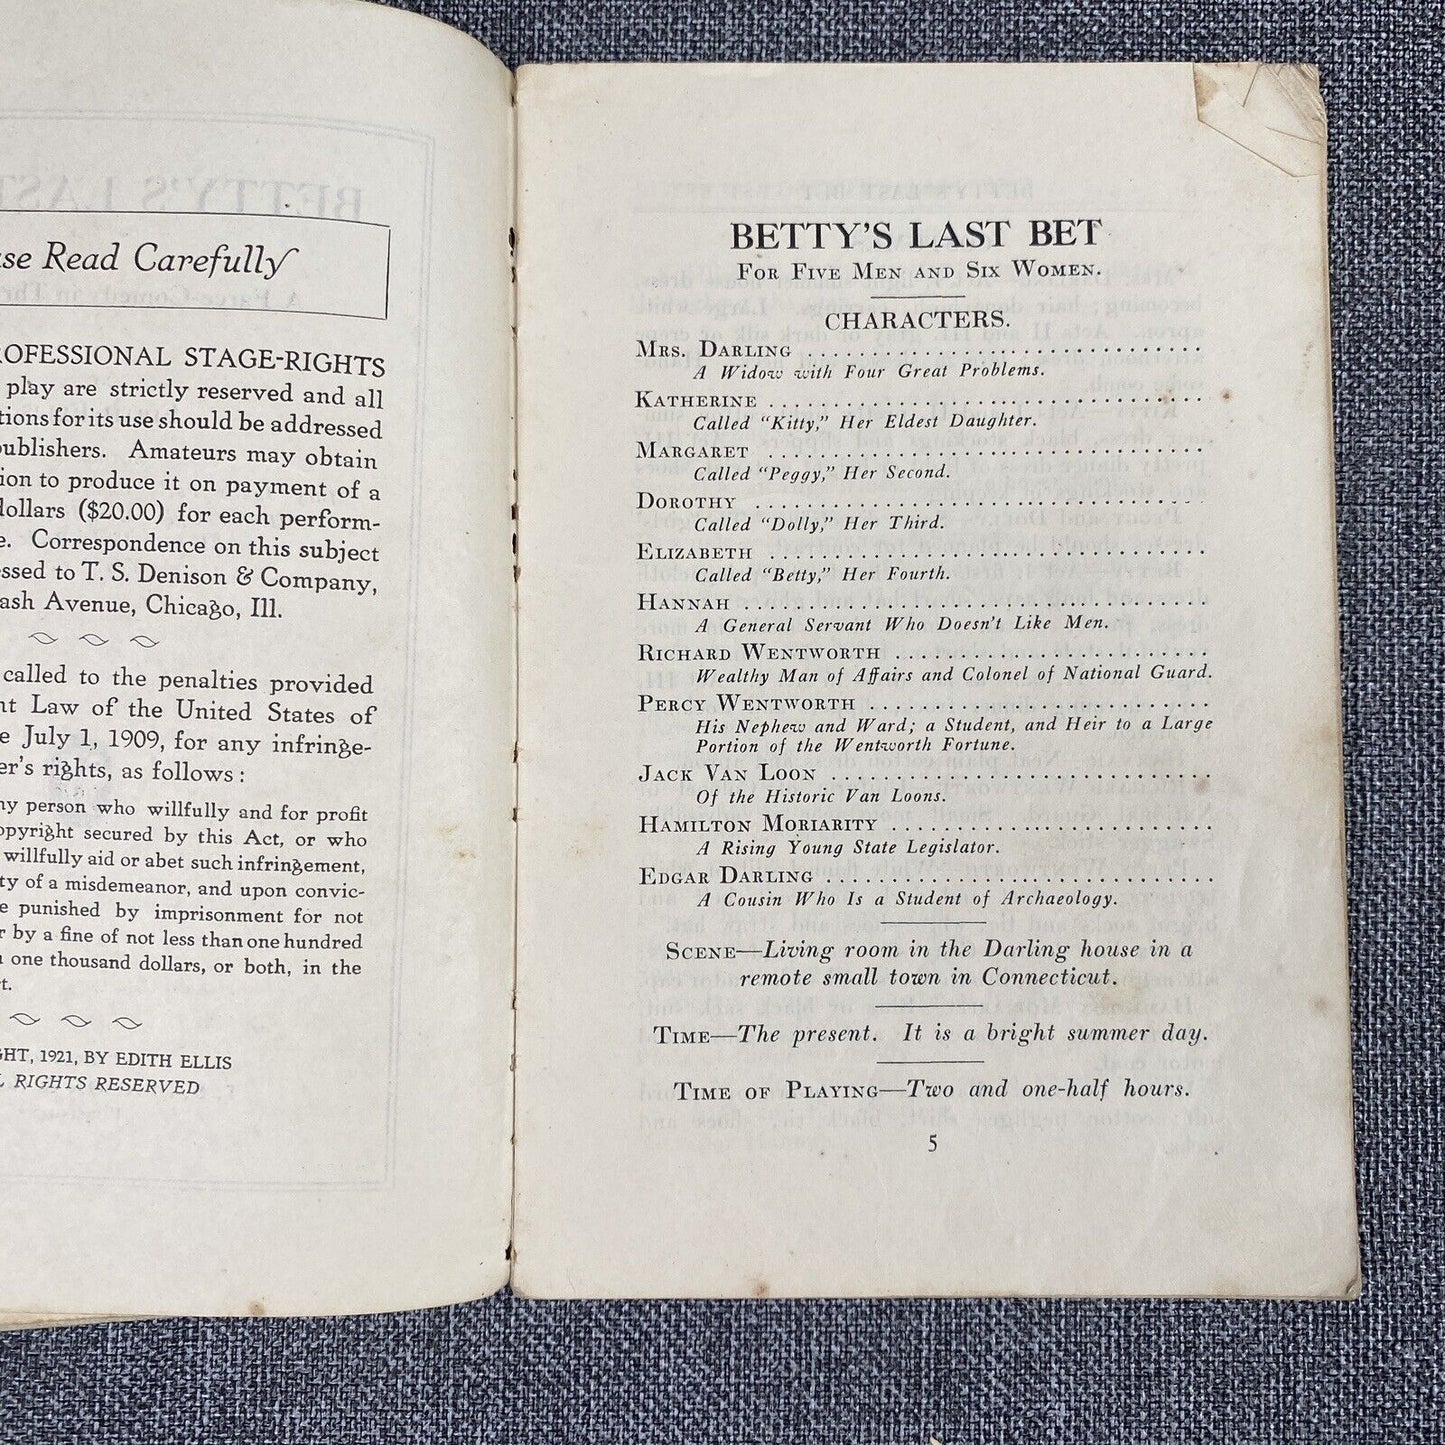 se Read Carefully
ROFESSIONAL STAGE-RIGHTS
play are strictly reserved and all
tions for its use should be addressed
publishers. Amateurs may obtain
ion to produce it on payment of a
dollars ($20.00) for each perform-
e. Correspondence on this subject
essed to T. S. Denison & Company,
ash Avenue, Chicago, Ill.
called to the penalties provided
ht Law of the United States of
e July 1, 1909, for any infringe-
er's rights, as follows:
ny person who willfully and for profit
opyright secured by this Act, or who
willfully aid or abet such infringement,
ty of a misdemeanor, and upon convic-
e punished by imprisonment for not
r by a fine of not less than one hundred
n one thousand dollars, or both, in the
rt.
GHT, 1921, BY EDITH ELLIS
L RIGHTS RESERVED
BETTY'S LAST BET
For Five Men and Six Women.
CHARACTERS.
Mrs. Darling ..............................
A Widow with Four Great Problems.
Katherine .................................
Called "Kitty," Her Eldest Daughter.
Margaret .................................
Called "Peggy," Her Second.
Dorothy ..................................
Called "Dolly," Her Third.
Elizabeth .................................
Called "Betty," Her Fourth.
Hannah ...................................
A General Servant Who Doesn't Like Men.
Richard Wentworth ........................
Wealthy Man of Affairs and Colonel of National Guard.
Percy Wentworth ..........................
His Nephew and Ward; a Student, and Heir to a Large
Portion of the Wentworth Fortune.
Jack Van Loon .............................
Of the Historic Van Loons.
Hamilton Moriarity .........................
A Rising Young State Legislator.
Edgar Darling ..............................
A Cousin Who Is a Student of Archaeology.
Scene—Living room in the Darling house in a
remote small town in Connecticut.
Time—The present. It is a bright summer day.
Time of Playing—Two and one-half hours.
5